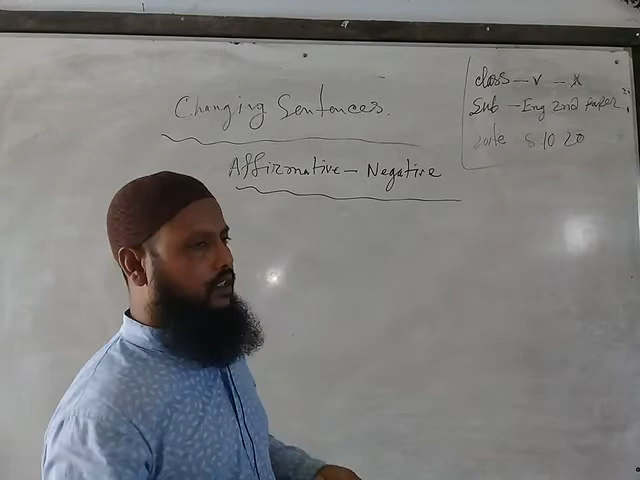 Changing Sentences.
Affirmative - Negative
class - V - X
Sub - Eng 2nd Paper
Date 8.10 20